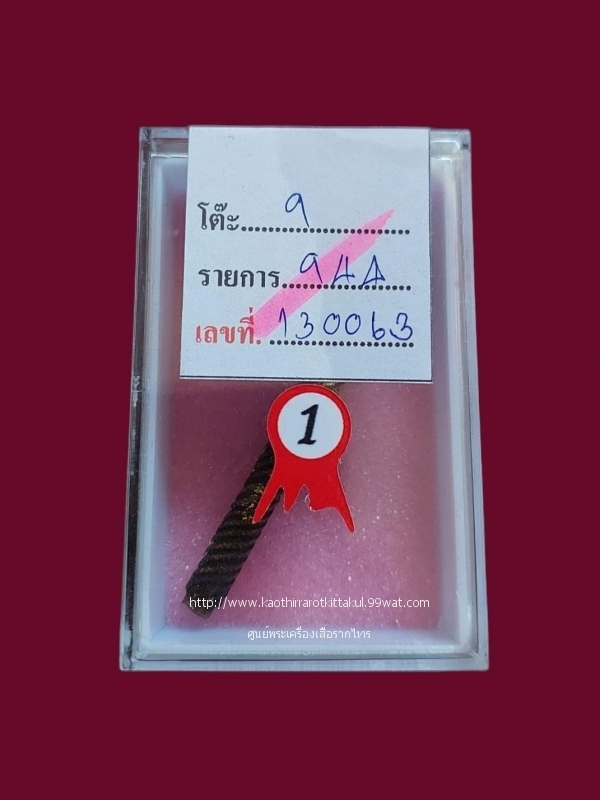 โต๊ะ......9..............
รายการ..944....
เลขที่. 130063
1
http://www.kaothirrarotkittakul.99wat.com
ศูนย์พระเครื่องเสือรากไทร